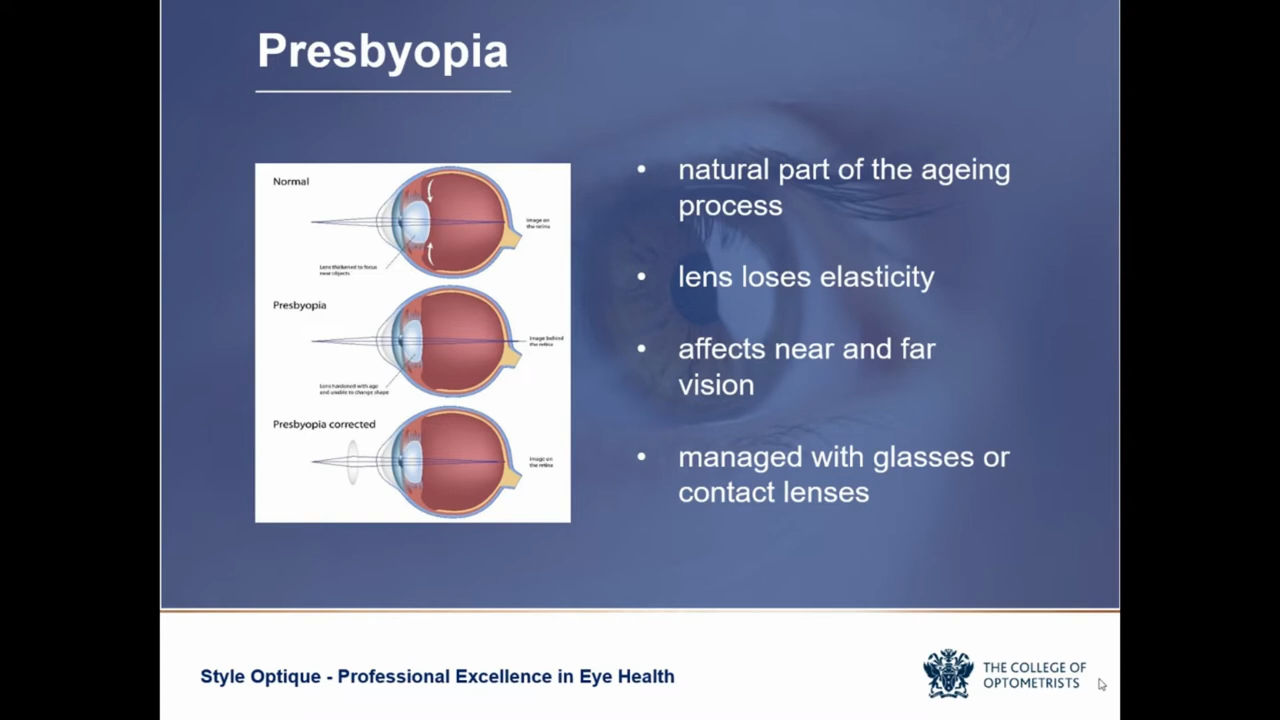 Presbyopia
Normal
Image on
the retina
Lens thickened to focus
near objects
Presbyopia
Image behind
the retina
Lens hardened with age
and unable to change shape
Presbyopia corrected
Image on
the retina
• natural part of the ageing
process
• lens loses elasticity
• affects near and far
vision
• managed with glasses or
contact lenses
Style Optique - Professional Excellence in Eye Health
THE COLLEGE OF
OPTOMETRISTS